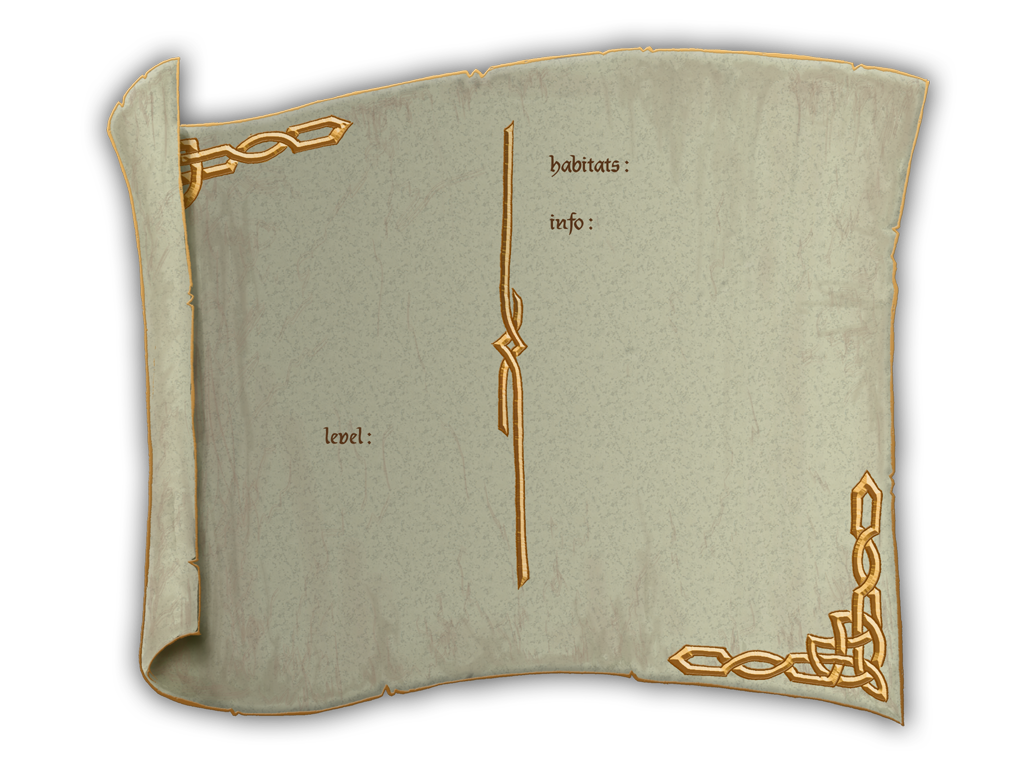 level :
habitats :
info :